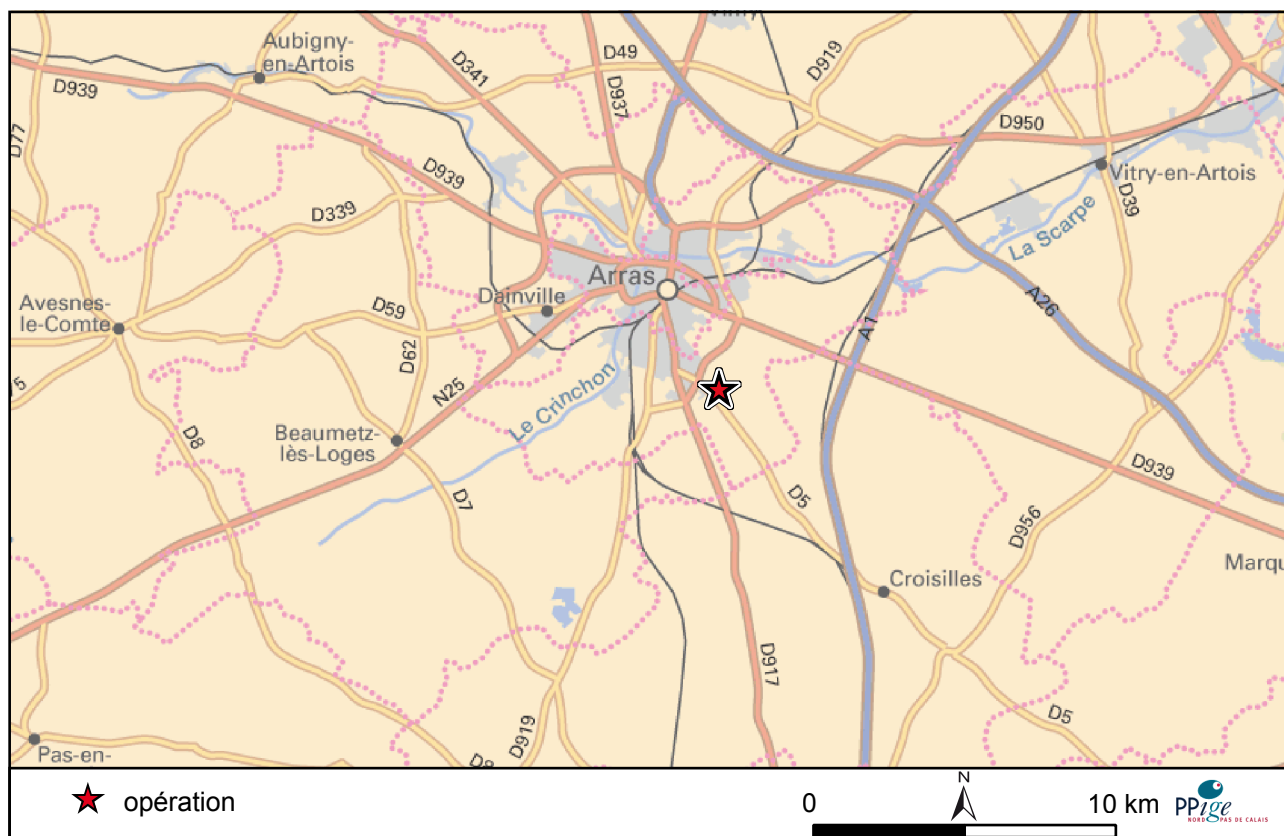 Aubigny-
en-Artois
D939
D77
D341
D49
D937
D919
D950
Vitry-en-Artois
D39
D939
D339
La Scarpe
Arras
Avesnes-
le-Comte
D59
Dainville
D62
A1
A26
N25
Le Crinchon
D8
Beaumetz-
lès-Loges
D7
D5
D939
D956
Croisilles
Marqu
D917
D919
D5
Pas-en-
opération
0
N
10 km
PPige
NORD PAS DE CALAIS